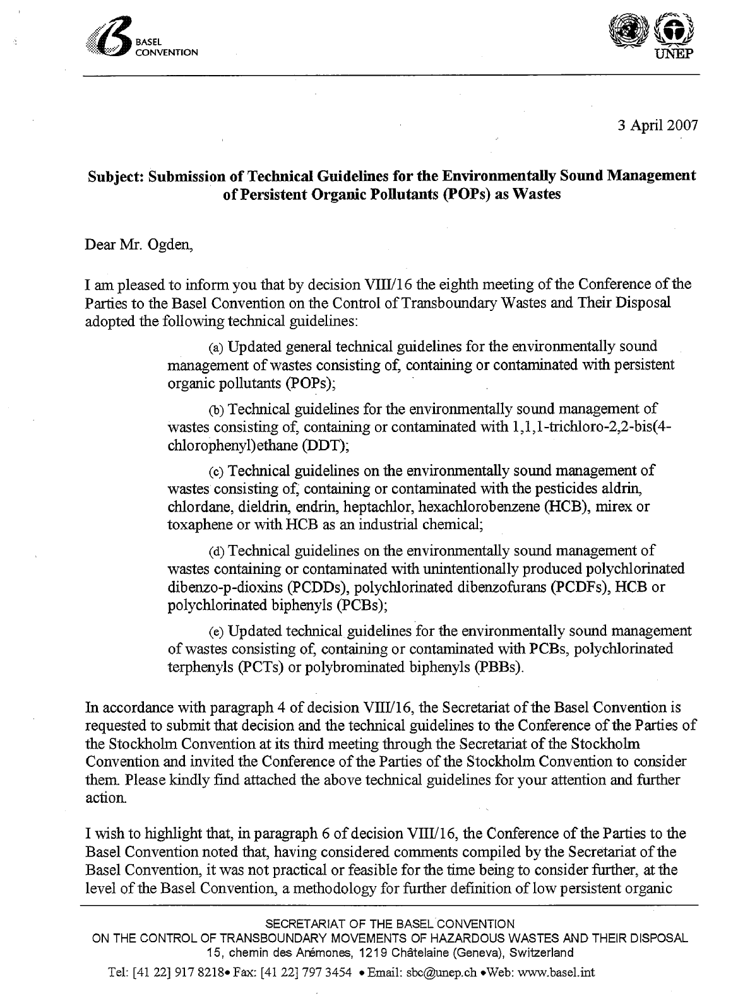 BASEL
CONVENTION
UNEP
3 April 2007
Subject: Submission of Technical Guidelines for the Environmentally Sound Management
of Persistent Organic Pollutants (POPs) as Wastes
Dear Mr. Ogden,
I am pleased to inform you that by decision VIII/16 the eighth meeting of the Conference of the
Parties to the Basel Convention on the Control of Transboundary Wastes and Their Disposal
adopted the following technical guidelines:
(a) Updated general technical guidelines for the environmentally sound
management of wastes consisting of, containing or contaminated with persistent
organic pollutants (POPs);
(b) Technical guidelines for the environmentally sound management of
wastes consisting of, containing or contaminated with 1,1,1-trichloro-2,2-bis(4-
chlorophenyl)ethane (DDT);
(c) Technical guidelines on the environmentally sound management of
wastes consisting of, containing or contaminated with the pesticides aldrin,
chlordane, dieldrin, endrin, heptachlor, hexachlorobenzene (HCB), mirex or
toxaphene or with HCB as an industrial chemical;
(d) Technical guidelines on the environmentally sound management of
wastes containing or contaminated with unintentionally produced polychlorinated
dibenzo-p-dioxins (PCDDs), polychlorinated dibenzofurans (PCDFs), HCB or
polychlorinated biphenyls (PCBs);
(e) Updated technical guidelines for the environmentally sound management
of wastes consisting of, containing or contaminated with PCBs, polychlorinated
terphenyls (PCTs) or polybrominated biphenyls (PBBs).
In accordance with paragraph 4 of decision VIII/16, the Secretariat of the Basel Convention is
requested to submit that decision and the technical guidelines to the Conference of the Parties of
the Stockholm Convention at its third meeting through the Secretariat of the Stockholm
Convention and invited the Conference of the Parties of the Stockholm Convention to consider
them. Please kindly find attached the above technical guidelines for your attention and further
action.
I wish to highlight that, in paragraph 6 of decision VIII/16, the Conference of the Parties to the
Basel Convention noted that, having considered comments compiled by the Secretariat of the
Basel Convention, it was not practical or feasible for the time being to consider further, at the
level of the Basel Convention, a methodology for further definition of low persistent organic
SECRETARIAT OF THE BASEL CONVENTION
ON THE CONTROL OF TRANSBOUNDARY MOVEMENTS OF HAZARDOUS WASTES AND THEIR DISPOSAL
15, chemin des Anémones, 1219 Châtelaine (Geneva), Switzerland
Tel: [41 22] 917 8218● Fax: [41 22] 797 3454 ● Email: sbc@unep.ch ●Web: www.basel.int